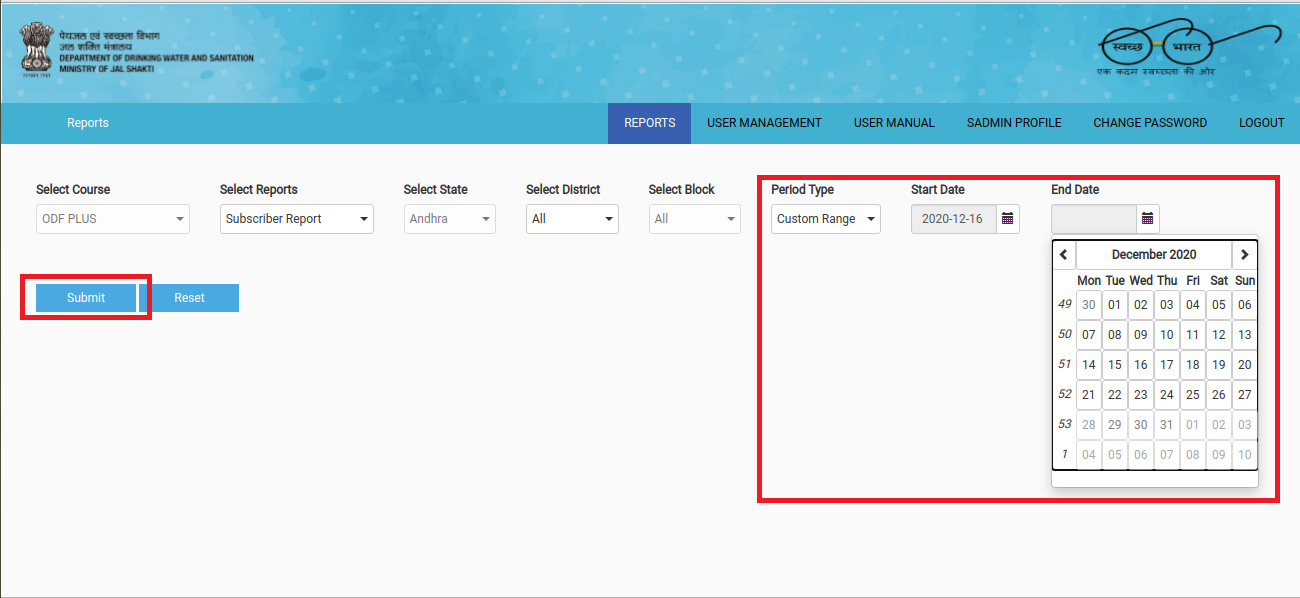 पेयजल एवं स्वच्छता विभाग
जल शक्ति मंत्रालय
DEPARTMENT OF DRINKING WATER AND SANITATION
MINISTRY OF JAL SHAKTI
स्वच्छ भारत
एक कदम स्वच्छता की ओर
Reports REPORTS USER MANAGEMENT USER MANUAL SADMIN PROFILE CHANGE PASSWORD LOGOUT
Select Course Select Reports Select State Select District Select Block Period Type Start Date End Date
ODF PLUS Subscriber Report Andhra All All Custom Range 2020-12-16
December 2020
Mon Tue Wed Thu Fri Sat Sun
Submit Reset
49 30 01 02 03 04 05 06
50 07 08 09 10 11 12 13
51 14 15 16 17 18 19 20
52 21 22 23 24 25 26 27
53 28 29 30 31 01 02 03
1 04 05 06 07 08 09 10